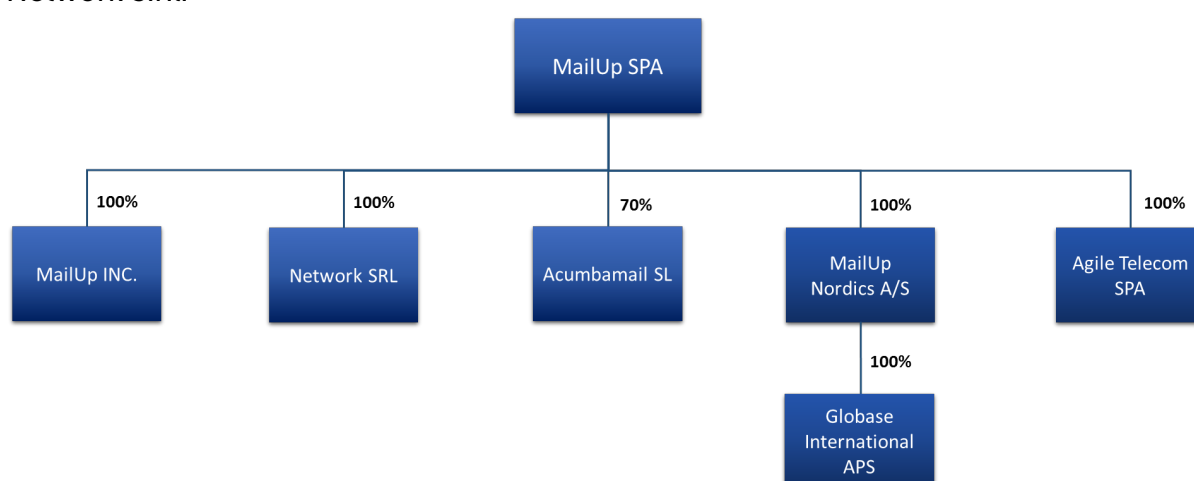 MailUp SPA
100%
100%
70%
100%
100%
MailUp INC.
Network SRL
Acumbamail SL
MailUp
Nordics A/S
Agile Telecom
SPA
100%
Globase
International
APS